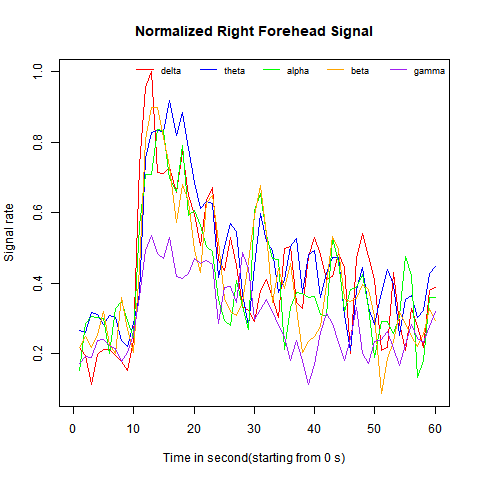 Normalized Right Forehead Signal
delta theta alpha beta gamma
Signal rate
1.0
0.8
0.6
0.4
0.2
0 10 20 30 40 50 60
Time in second(starting from 0 s)